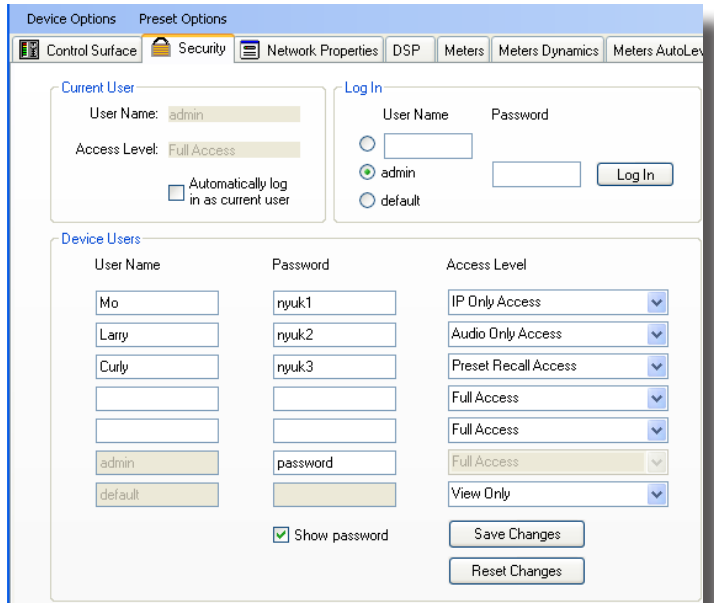 Device Options Preset Options
Control Surface Security Network Properties DSP Meters Meters Dynamics Meters AutoLev
Current User
User Name: admin
Access Level: Full Access
Automatically log
in as current user
Log In
User Name Password
admin
Log In
default
Device Users
User Name Password Access Level
Mo nyuk1 IP Only Access
Larry nyuk2 Audio Only Access
Curly nyuk3 Preset Recall Access
Full Access
Full Access
admin password Full Access
default View Only
Show password Save Changes
Reset Changes